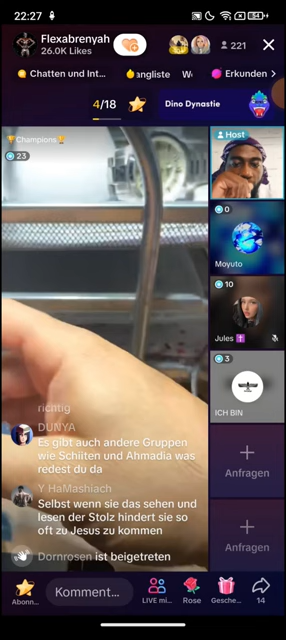 22:27
54
Flexabrenyah
26.0K Likes
221
Chatten und Int...
angliste
We
Erkunden
4/18
Dino Dynastie
Champions
23
Host
0
Moyuto
10
Jules
3
ICH BIN
Anfragen
Anfragen
richtig
DUNYA
Es gibt auch andere Gruppen
wie Schiiten und Ahmadia was
redest du da
Y HaMashiach
Selbst wenn sie das sehen und
lesen der Stolz hindert sie so
oft zu Jesus zu kommen
Dornrosen ist beigetreten
Abonn...
Komment...
LIVE mi...
Rose
Gesche...
14